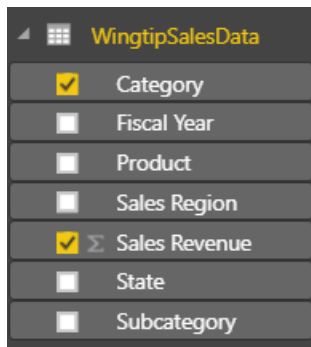 WingtipSalesData
Category
Fiscal Year
Product
Sales Region
Σ Sales Revenue
State
Subcategory